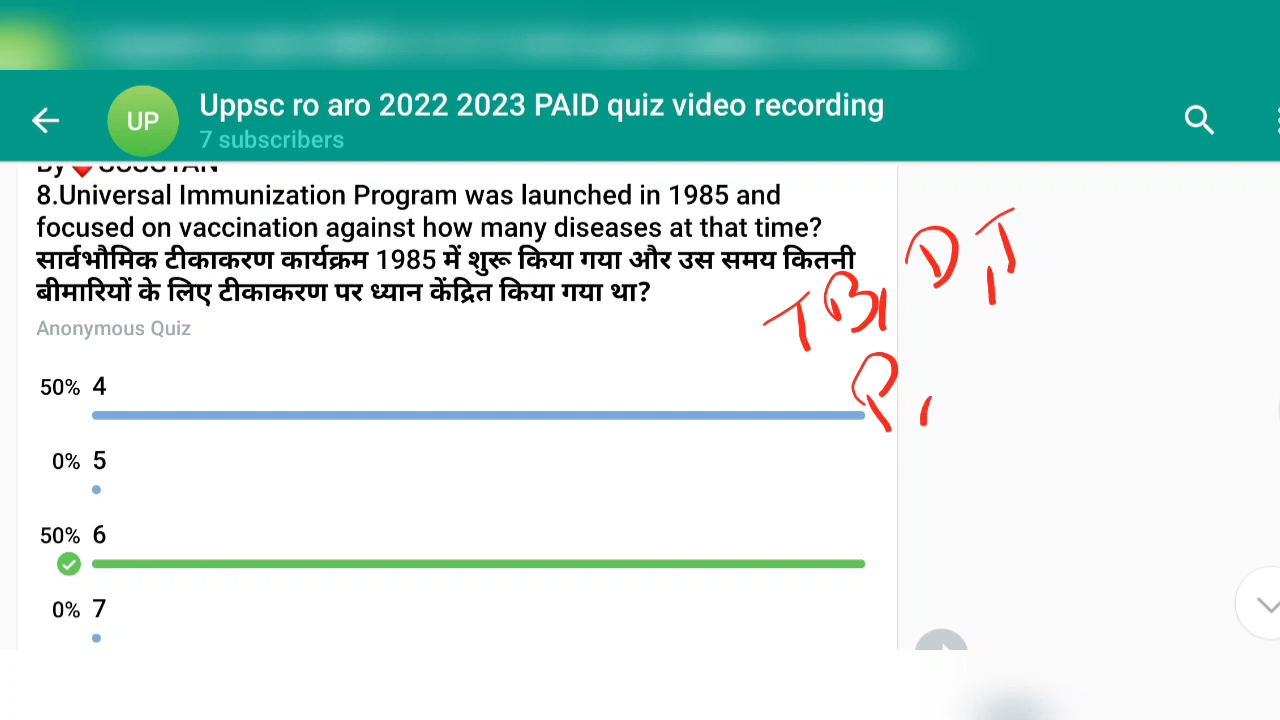 UP
Uppsc ro aro 2022 2023 PAID quiz video recording
7 subscribers
8.Universal Immunization Program was launched in 1985 and
focused on vaccination against how many diseases at that time?
सार्वभौमिक टीकाकरण कार्यक्रम 1985 में शुरू किया गया और उस समय कितनी
बीमारियों के लिए टीकाकरण पर ध्यान केंद्रित किया गया था?
Anonymous Quiz
50% 4
0% 5
50% 6
0% 7
D, T
TB,
P,